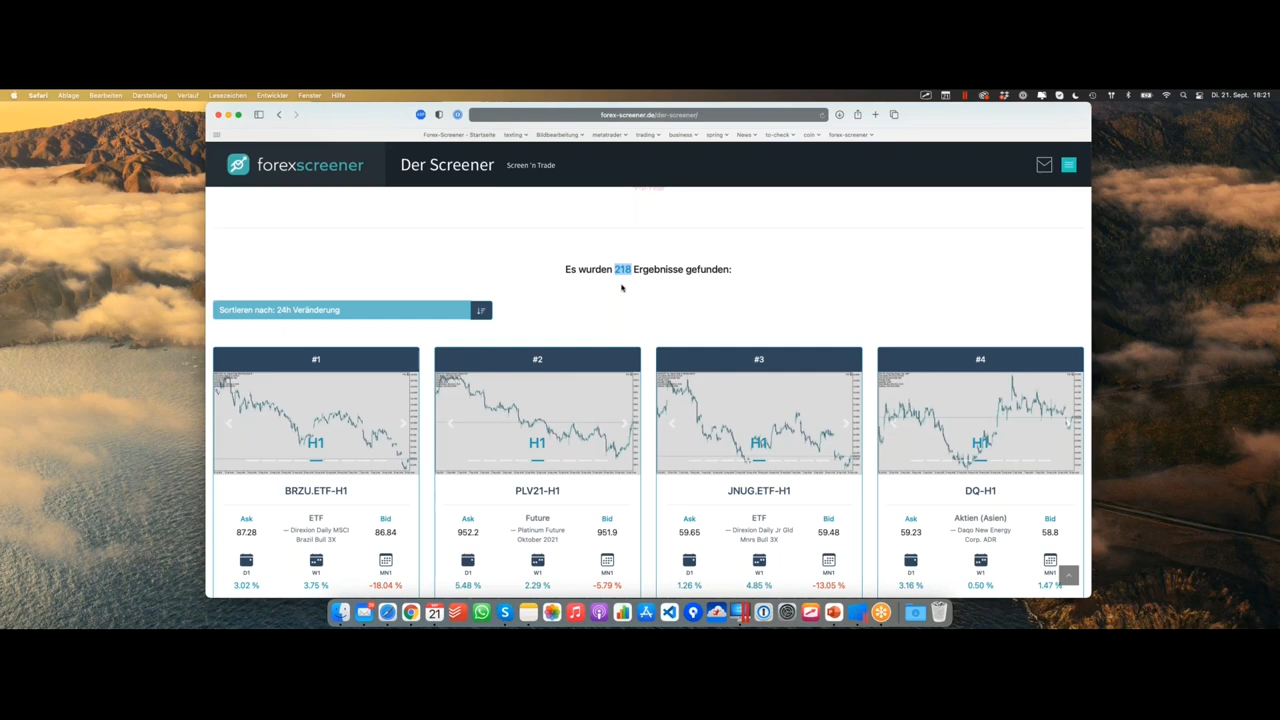 Safari Ablage Bearbeiten Darstellung Verlauf Lesezeichen Entwickler Fenster Hilfe
21
Di. 21. Sept. 18:21
ABP
forex-screener.de/der-screener/
Forex-Screener - Startseite texting Bildbearbeitung metatrader trading business spring News to-check coin forex-screener
forexscreener
Der Screener
Screen 'n Trade
Es wurden 218 Ergebnisse gefunden:
Sortieren nach: 24h Veränderung
#1 #2 #3 #4
H1 H1 H1 H1
BRZU.ETF-H1 PLV21-H1 JNUG.ETF-H1 DQ-H1
Ask ETF Bid Ask Future Bid Ask ETF Bid Ask Aktien (Asien) Bid
87.28 — Direxion Daily MSCI 86.84 952.2 — Platinum Future 951.9 59.65 — Direxion Daily Jr Gld 59.48 59.23 — Daqo New Energy 58.8
Brazil Bull 3X Oktober 2021 Mnrs Bull 3X Corp. ADR
D1 W1 MN1 D1 W1 MN1 D1 W1 MN1 D1 W1 MN1
3.02 % 3.75 % -18.04 % 5.48 % 2.29 % -5.79 % 1.26 % 4.85 % -13.05 % 3.16 % 0.50 % 1.47 %
21